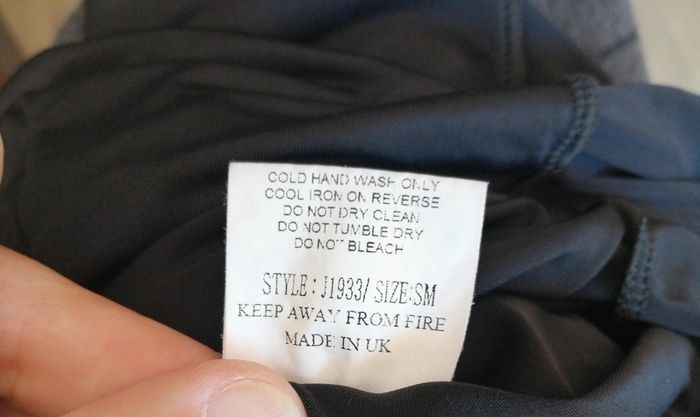 COLD HAND WASH ONLY
COOL IRON ON REVERSE
DO NOT DRY CLEAN
DO NOT TUMBLE DRY
DO NOT BLEACH
STYLE : J1933/ SIZE:SM
KEEP AWAY FROM FIRE
MADE IN UK